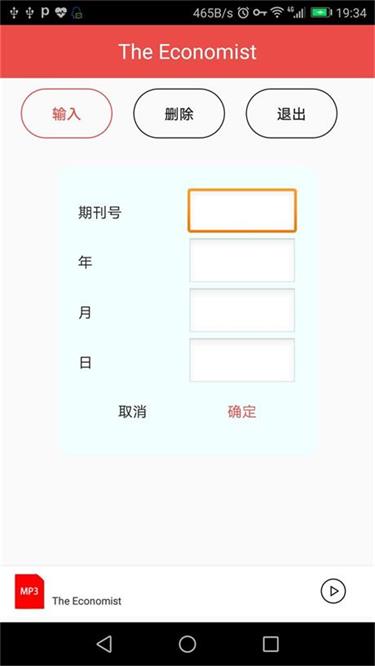 465B/s 4G 19:34
The Economist
输入 删除 退出
期刊号
年
月
日
取消 确定
MP3 The Economist